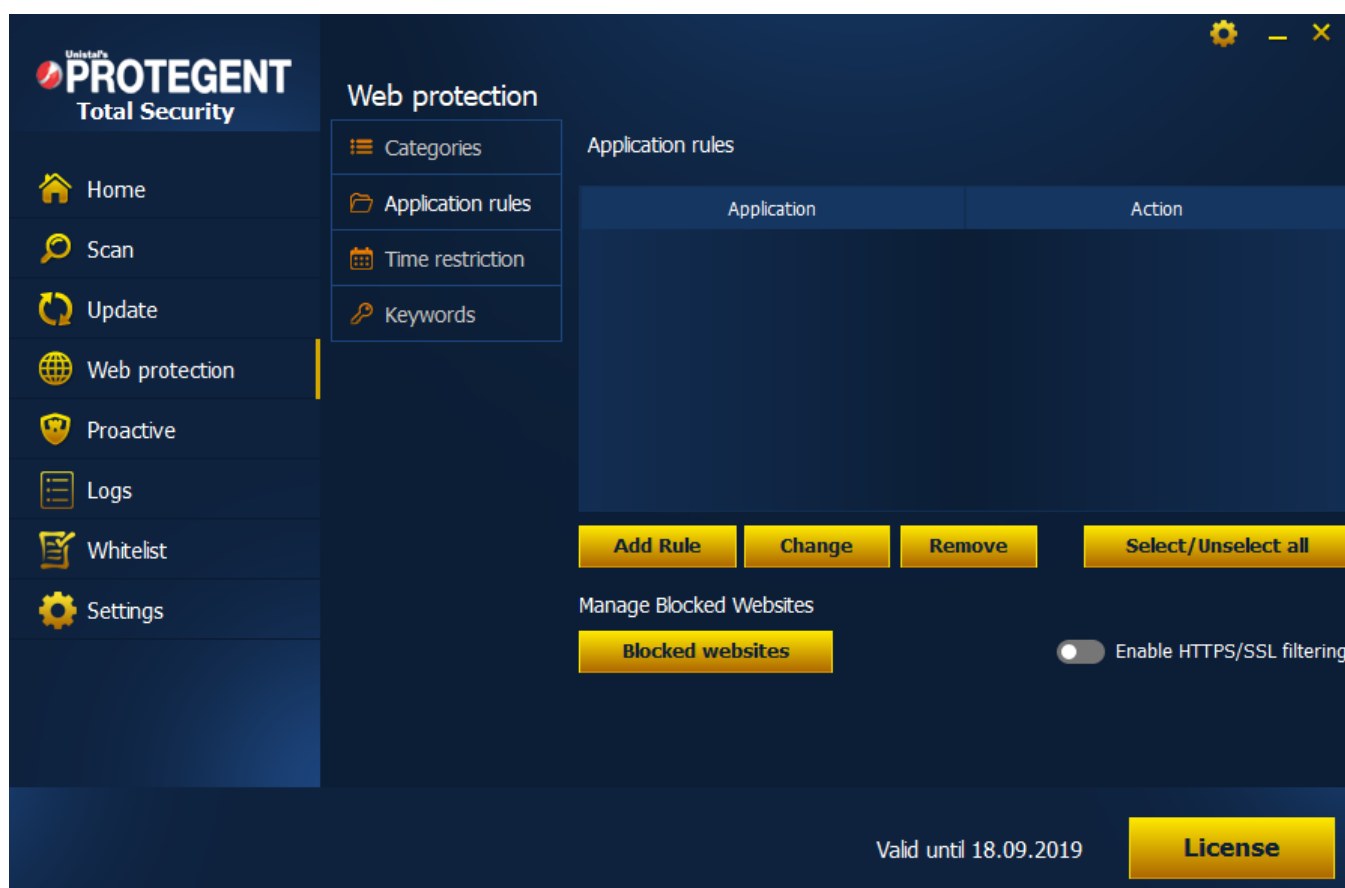 Unistal's
PROTEGENT
Total Security
Home
Scan
Update
Web protection
Proactive
Logs
Whitelist
Settings
Web protection
Categories
Application rules
Time restriction
Keywords
Application rules
Application Action
Add Rule Change Remove Select/Unselect all
Manage Blocked Websites
Blocked websites Enable HTTPS/SSL filtering
Valid until 18.09.2019 License